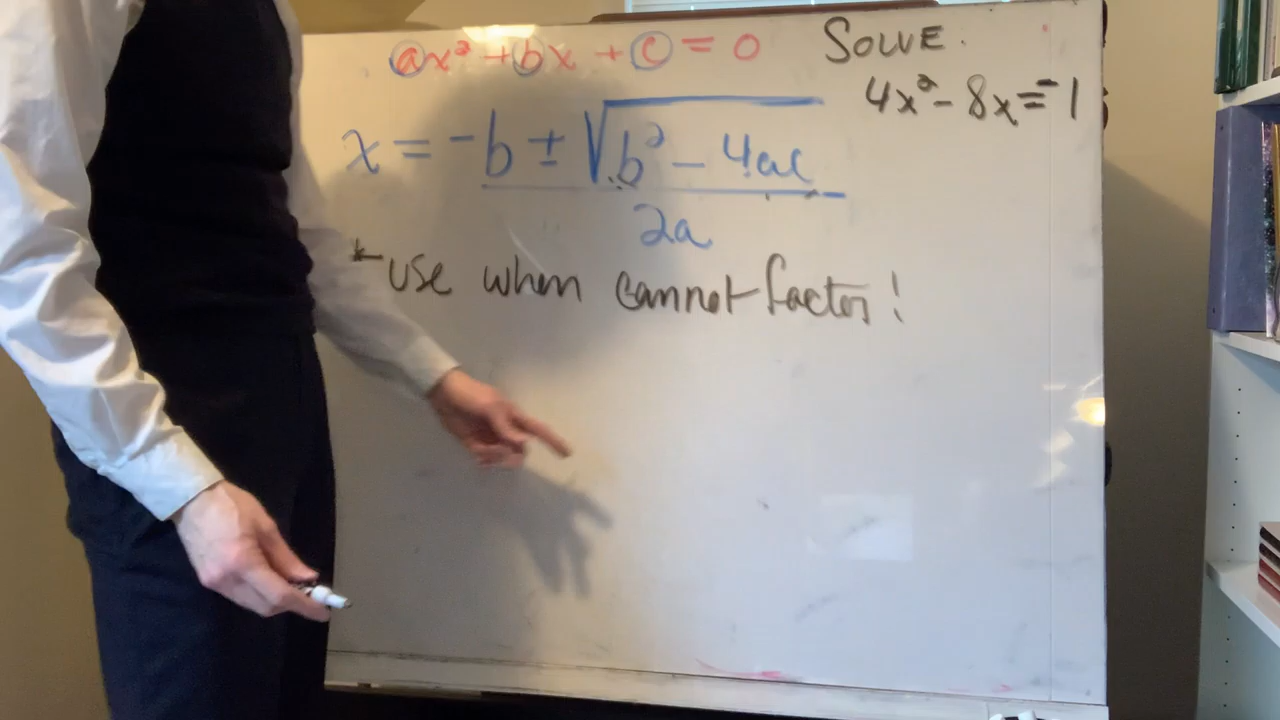 ax² + bx + c = 0
SOLVE.
4x² - 8x = -1
x = -b ± √b² - 4ac
2a
*use when cannot factor!